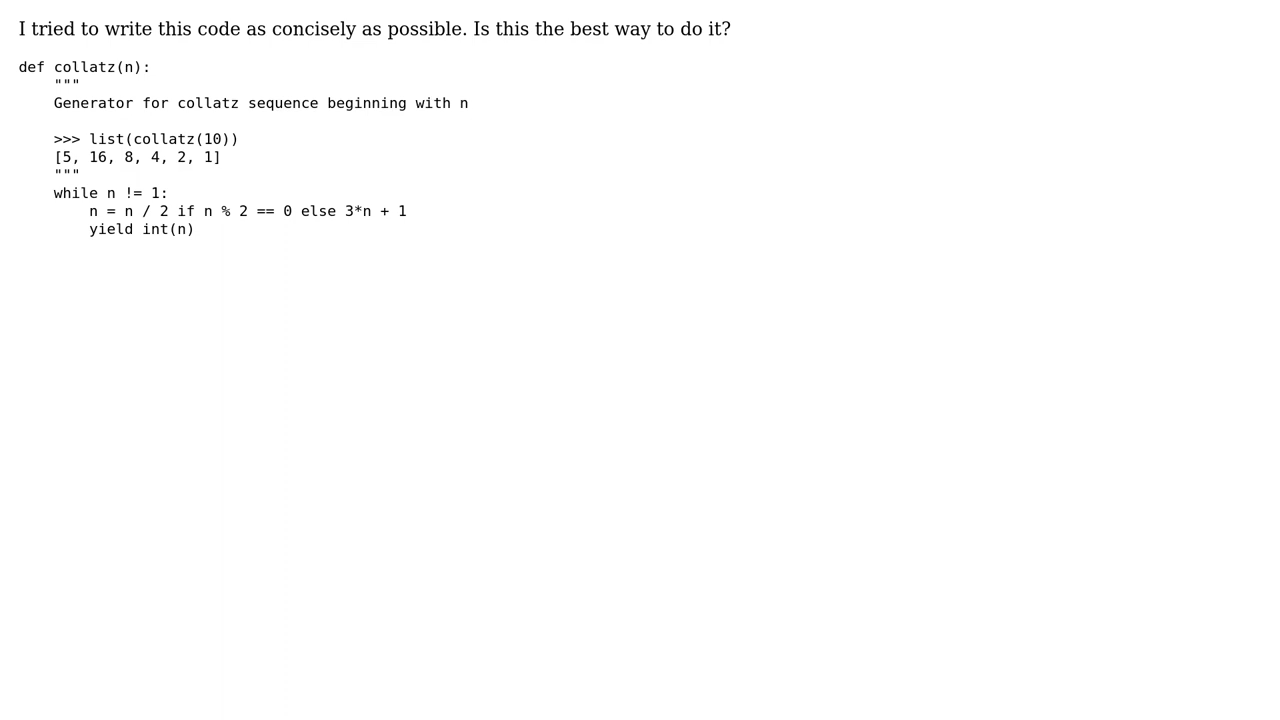 I tried to write this code as concisely as possible. Is this the best way to do it?
def collatz(n):
    """
    Generator for collatz sequence beginning with n

    >>> list(collatz(10))
    [5, 16, 8, 4, 2, 1]
    """
    while n != 1:
        n = n / 2 if n % 2 == 0 else 3*n + 1
        yield int(n)